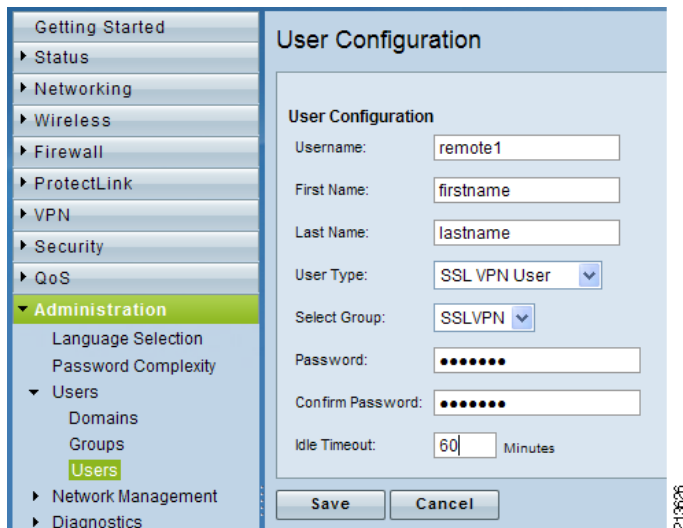 Getting Started
Status
Networking
Wireless
Firewall
ProtectLink
VPN
Security
QoS
Administration
Language Selection
Password Complexity
Users
Domains
Groups
Users
Network Management
Diagnostics
User Configuration
User Configuration
Username: remote1
First Name: firstname
Last Name: lastname
User Type: SSL VPN User
Select Group: SSLVPN
Password: •••••••
Confirm Password: •••••••
Idle Timeout: 60 Minutes
Save Cancel
213626